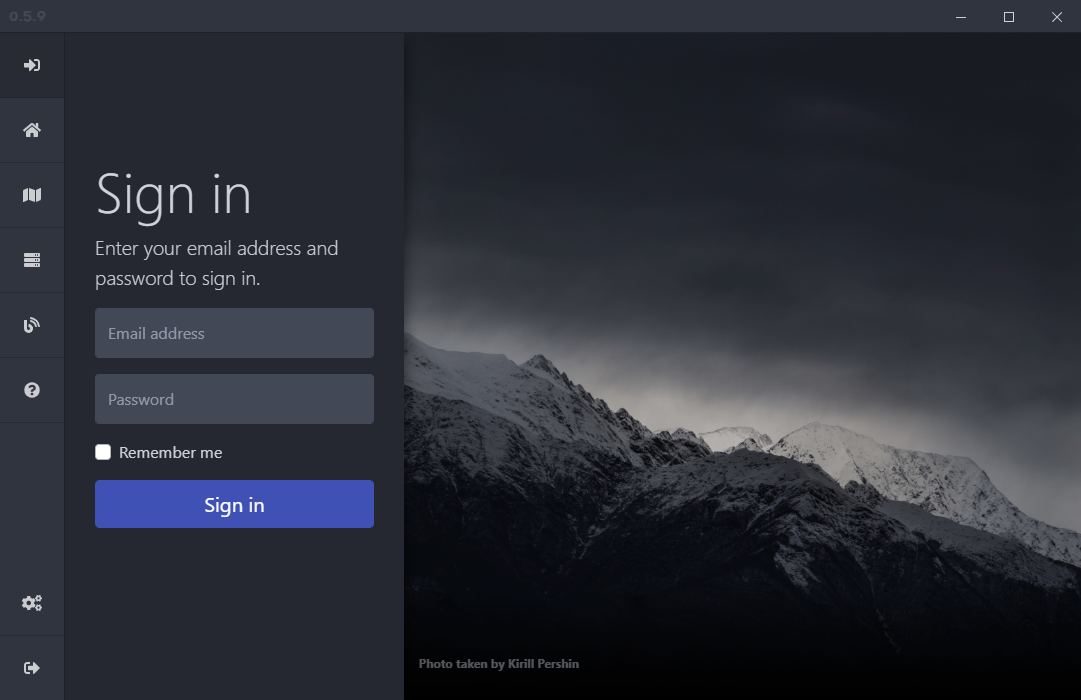 0.5.9
Sign in
Enter your email address and
password to sign in.
Email address
Password
Remember me
Sign in
Photo taken by Kirill Pershin